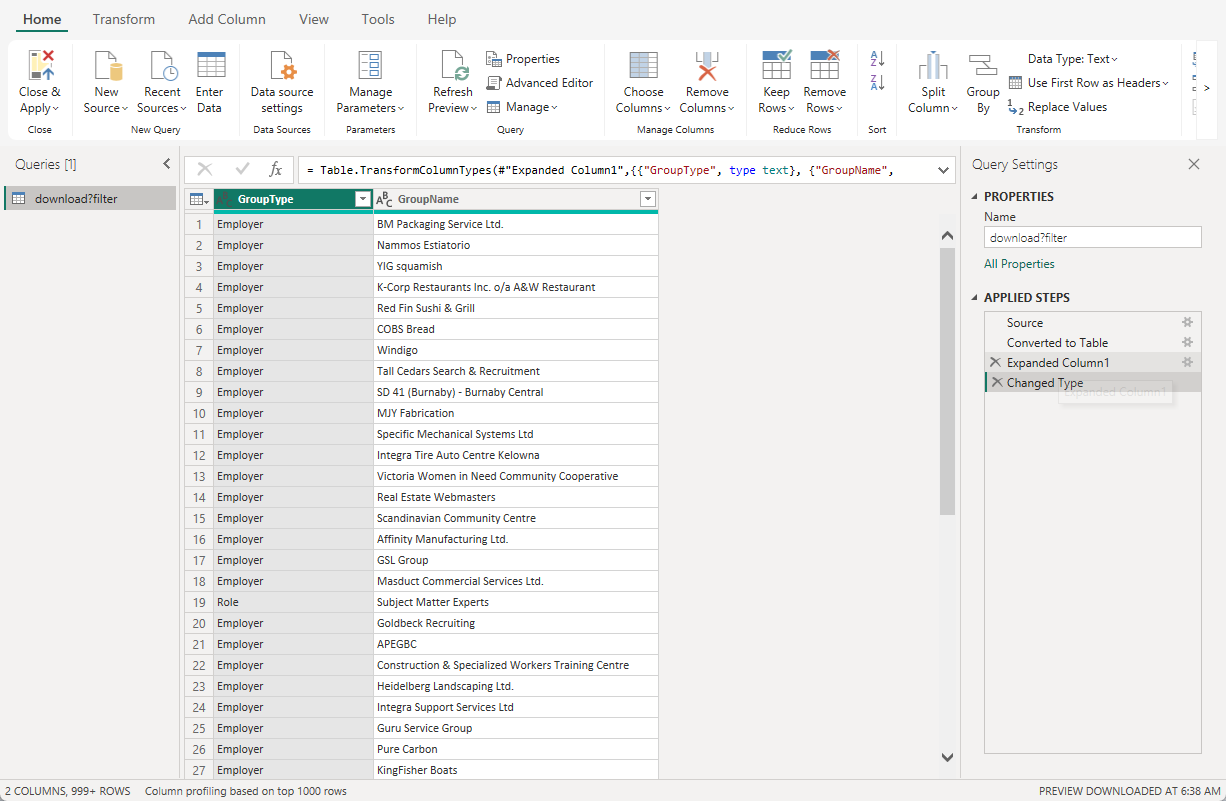 Home Transform Add Column View Tools Help
Close & Apply
Close
New Source
Recent Sources
Enter Data
New Query
Data source settings
Data Sources
Manage Parameters
Parameters
Refresh Preview
Properties
Advanced Editor
Manage
Query
Choose Columns
Remove Columns
Manage Columns
Keep Rows
Remove Rows
Reduce Rows
A
Z
Z
A
Sort
Split Column
Group By
Data Type: Text
Use First Row as Headers
1 2 Replace Values
Transform
Queries [1]
download?filter
fx
= Table.TransformColumnTypes(#"Expanded Column1",{{"GroupType", type text}, {"GroupName",
GroupType ABC GroupName
1 Employer BM Packaging Service Ltd.
2 Employer Nammos Estiatorio
3 Employer YIG squamish
4 Employer K-Corp Restaurants Inc. o/a A&W Restaurant
5 Employer Red Fin Sushi & Grill
6 Employer COBS Bread
7 Employer Windigo
8 Employer Tall Cedars Search & Recruitment
9 Employer SD 41 (Burnaby) - Burnaby Central
10 Employer MJY Fabrication
11 Employer Specific Mechanical Systems Ltd
12 Employer Integra Tire Auto Centre Kelowna
13 Employer Victoria Women in Need Community Cooperative
14 Employer Real Estate Webmasters
15 Employer Scandinavian Community Centre
16 Employer Affinity Manufacturing Ltd.
17 Employer GSL Group
18 Employer Masduct Commercial Services Ltd.
19 Role Subject Matter Experts
20 Employer Goldbeck Recruiting
21 Employer APEGBC
22 Employer Construction & Specialized Workers Training Centre
23 Employer Heidelberg Landscaping Ltd.
24 Employer Integra Support Services Ltd
25 Employer Guru Service Group
26 Employer Pure Carbon
27 Employer KingFisher Boats
Query Settings
PROPERTIES
Name
download?filter
All Properties
APPLIED STEPS
Source
Converted to Table
Expanded Column1
Changed Type
Expanded Column1
2 COLUMNS, 999+ ROWS Column profiling based on top 1000 rows PREVIEW DOWNLOADED AT 6:38 AM